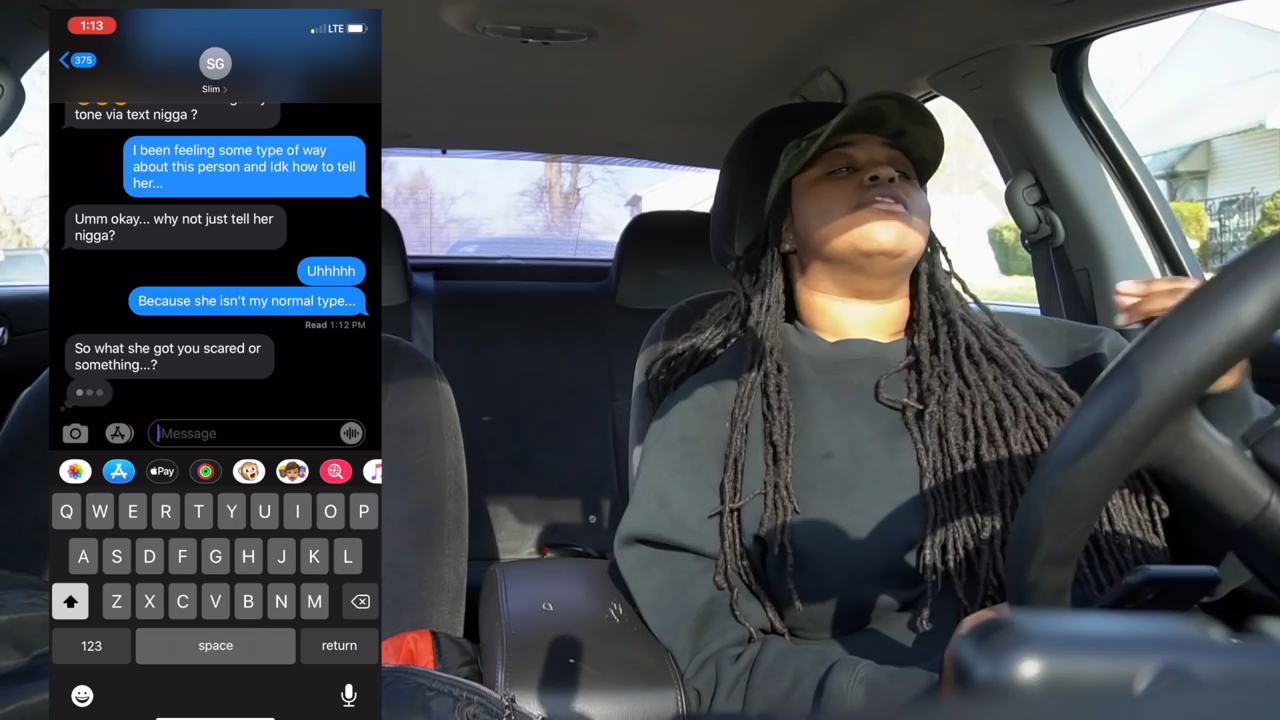 1:13
LTE
375
SG
Slim
tone via text nigga ?
I been feeling some type of way
about this person and Idk how to tell
her...
Umm okay... why not just tell her
nigga?
Uhhhhh
Because she isn't my normal type...
Read 1:12 PM
So what she got you scared or
something...?
iMessage
Pay
Q W E R T Y U I O P
A S D F G H J K L
Z X C V B N M
123 space return